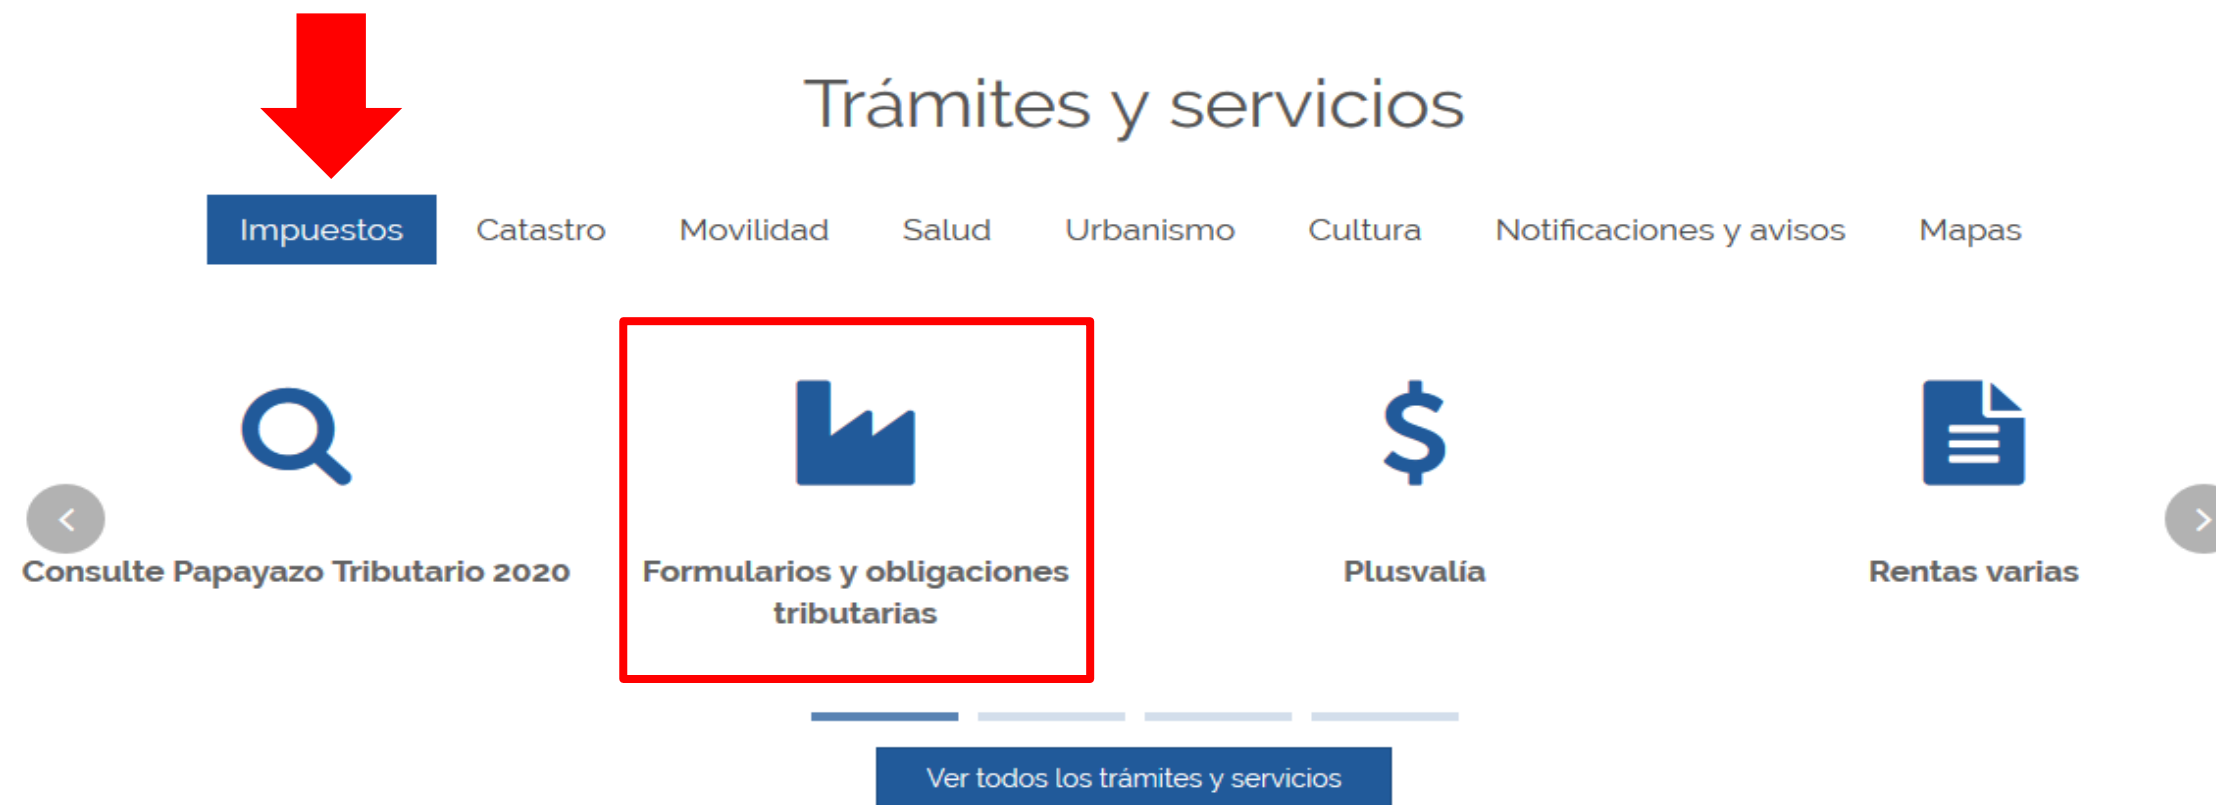 Trámites y servicios
Impuestos Catastro Movilidad Salud Urbanismo Cultura Notificaciones y avisos Mapas
Consulte Papayazo Tributario 2020
Formularios y obligaciones
tributarias
Plusvalía
Rentas varias
Ver todos los trámites y servicios